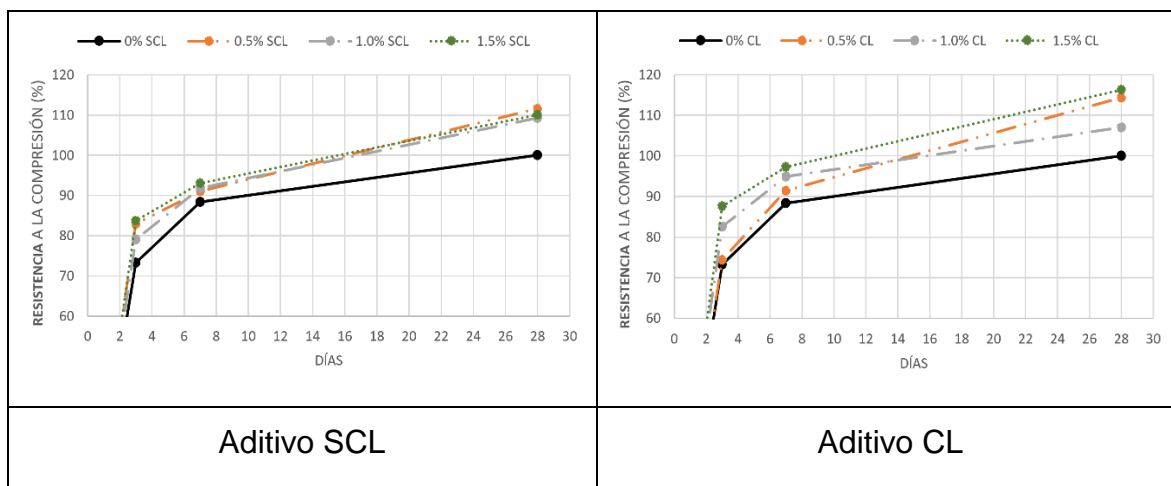 0% SCL 0.5% SCL 1.0% SCL 1.5% SCL
RESISTENCIA A LA COMPRESIÓN (%)
120
110
100
90
80
70
60
0 2 4 6 8 10 12 14 16 18 20 22 24 26 28 30
DÍAS
0% CL 0.5% CL 1.0% CL 1.5% CL
RESISTENCIA A LA COMPRESIÓN (%)
120
110
100
90
80
70
60
0 2 4 6 8 10 12 14 16 18 20 22 24 26 28 30
DÍAS
Aditivo SCL
Aditivo CL